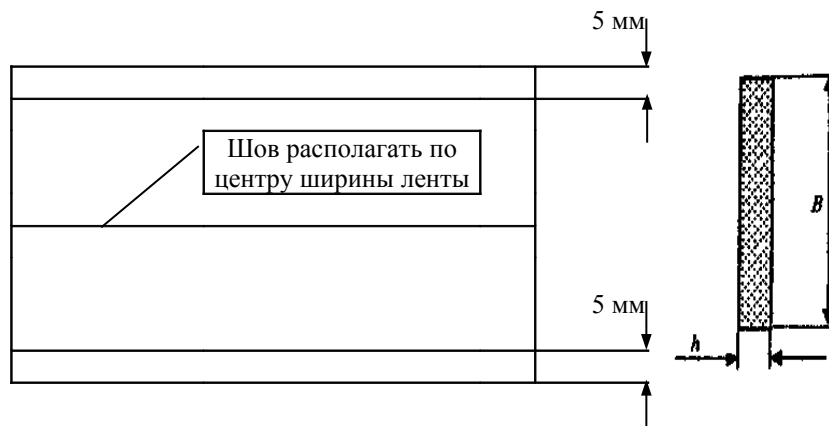 5 мм
Шов располагать по
центру ширины ленты
B
5 мм
h